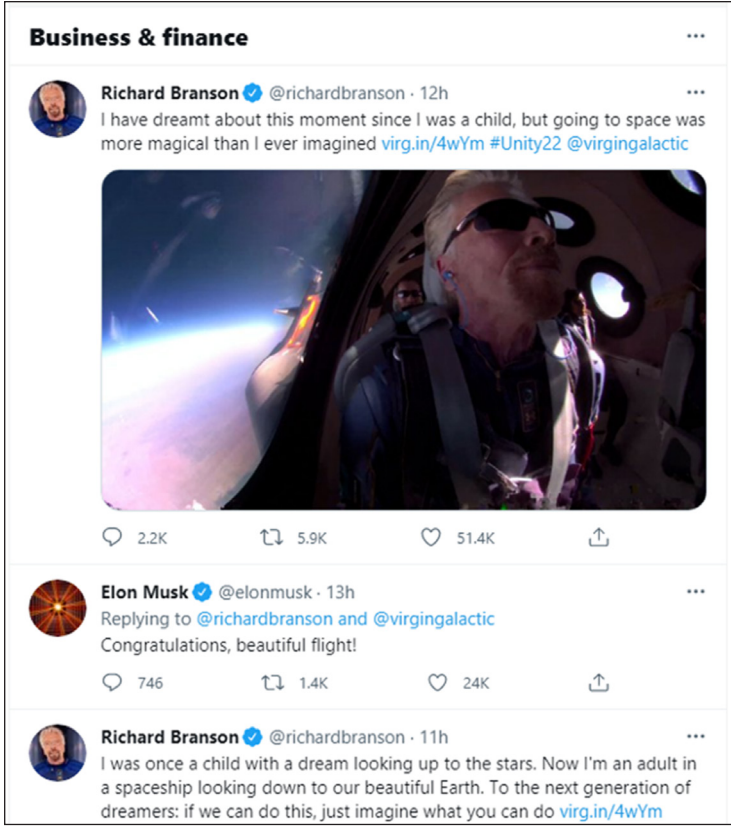 Business & finance
Richard Branson @richardbranson · 12h
I have dreamt about this moment since I was a child, but going to space was
more magical than I ever imagined virg.in/4wYm #Unity22 @virgingalactic
2.2K 5.9K 51.4K
Elon Musk @elonmusk · 13h
Replying to @richardbranson and @virgingalactic
Congratulations, beautiful flight!
746 1.4K 24K
Richard Branson @richardbranson · 11h
I was once a child with a dream looking up to the stars. Now I'm an adult in
a spaceship looking down to our beautiful Earth. To the next generation of
dreamers: if we can do this, just imagine what you can do virg.in/4wYm